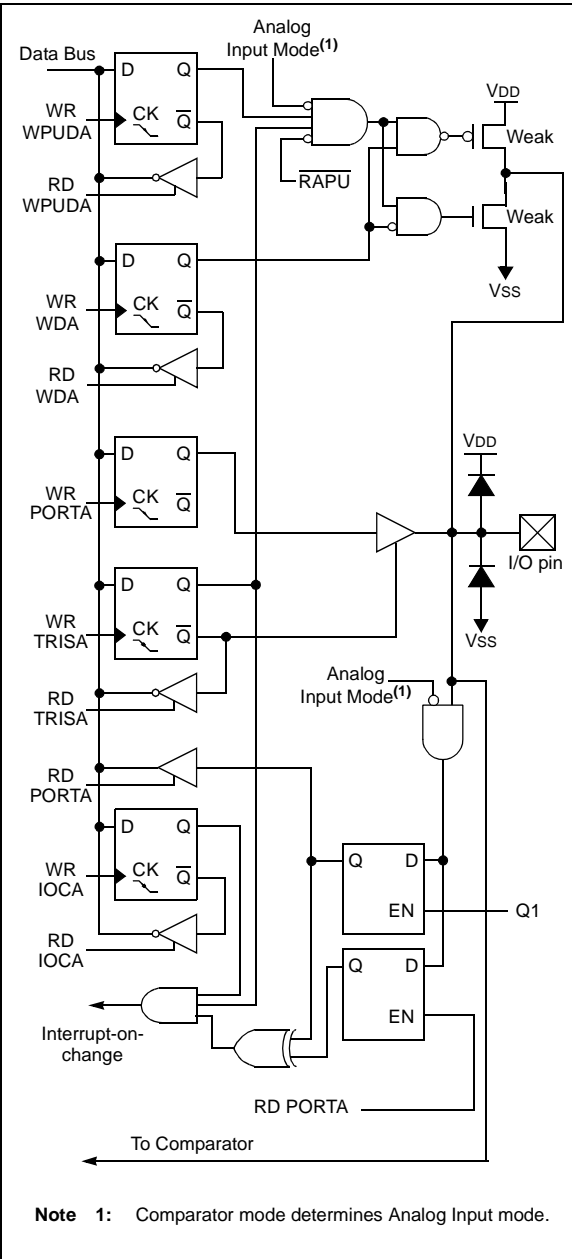 Analog
Input Mode(1)
Data Bus
D Q
VDD
WR
WPUDA
CK
Q
Weak
RD
WPUDA
RAPU
Weak
VSS
D Q
WR
WDA
CK
Q
RD
WDA
D Q
VDD
WR
PORTA
CK
Q
I/O pin
D Q
WR
TRISA
CK
Q
VSS
Analog
Input Mode(1)
RD
TRISA
RD
PORTA
D Q
WR
IOCA
CK
Q
Q D
EN
Q1
RD
IOCA
Q D
EN
Interrupt-on-
change
RD PORTA
To Comparator
Note 1: Comparator mode determines Analog Input mode.